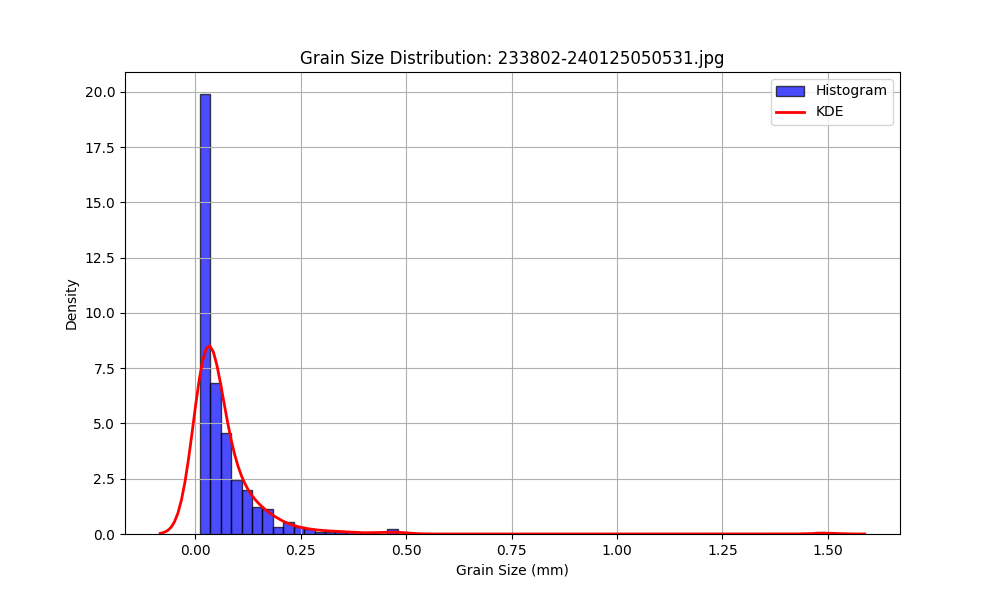 Grain Size Distribution: 233802-240125050531.jpg
Histogram
KDE
20.0
17.5
15.0
12.5
10.0
7.5
5.0
2.5
0.0
Density
0.00 0.25 0.50 0.75 1.00 1.25 1.50
Grain Size (mm)